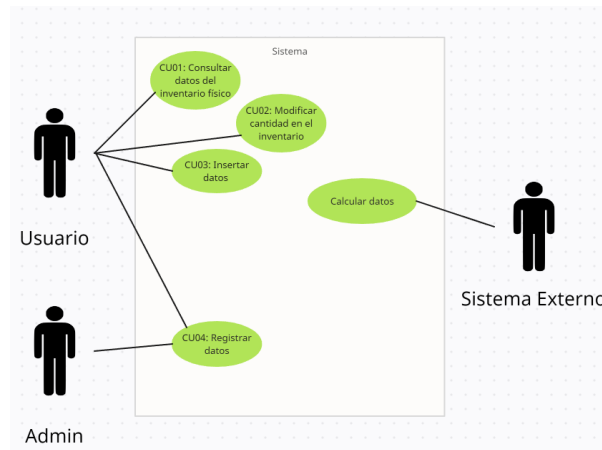 Sistema
CU01: Consultar
datos del
inventario físico
CU02: Modificar
cantidad en el
inventario
CU03: Insertar
datos
Calcular datos
Usuario
Sistema Externo
CU04: Registrar
datos
Admin